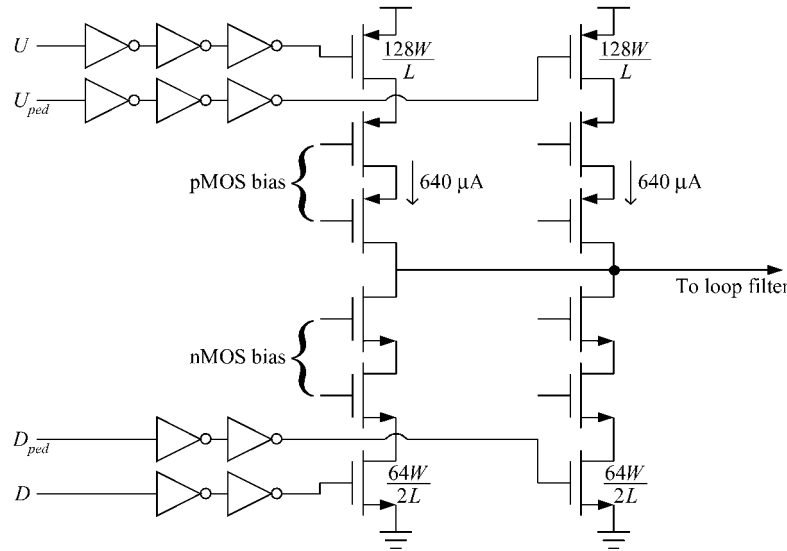 U
128W
L
128W
L
U_ped
pMOS bias
640 μA
640 μA
To loop filter
nMOS bias
D_ped
64W
2L
64W
2L
D